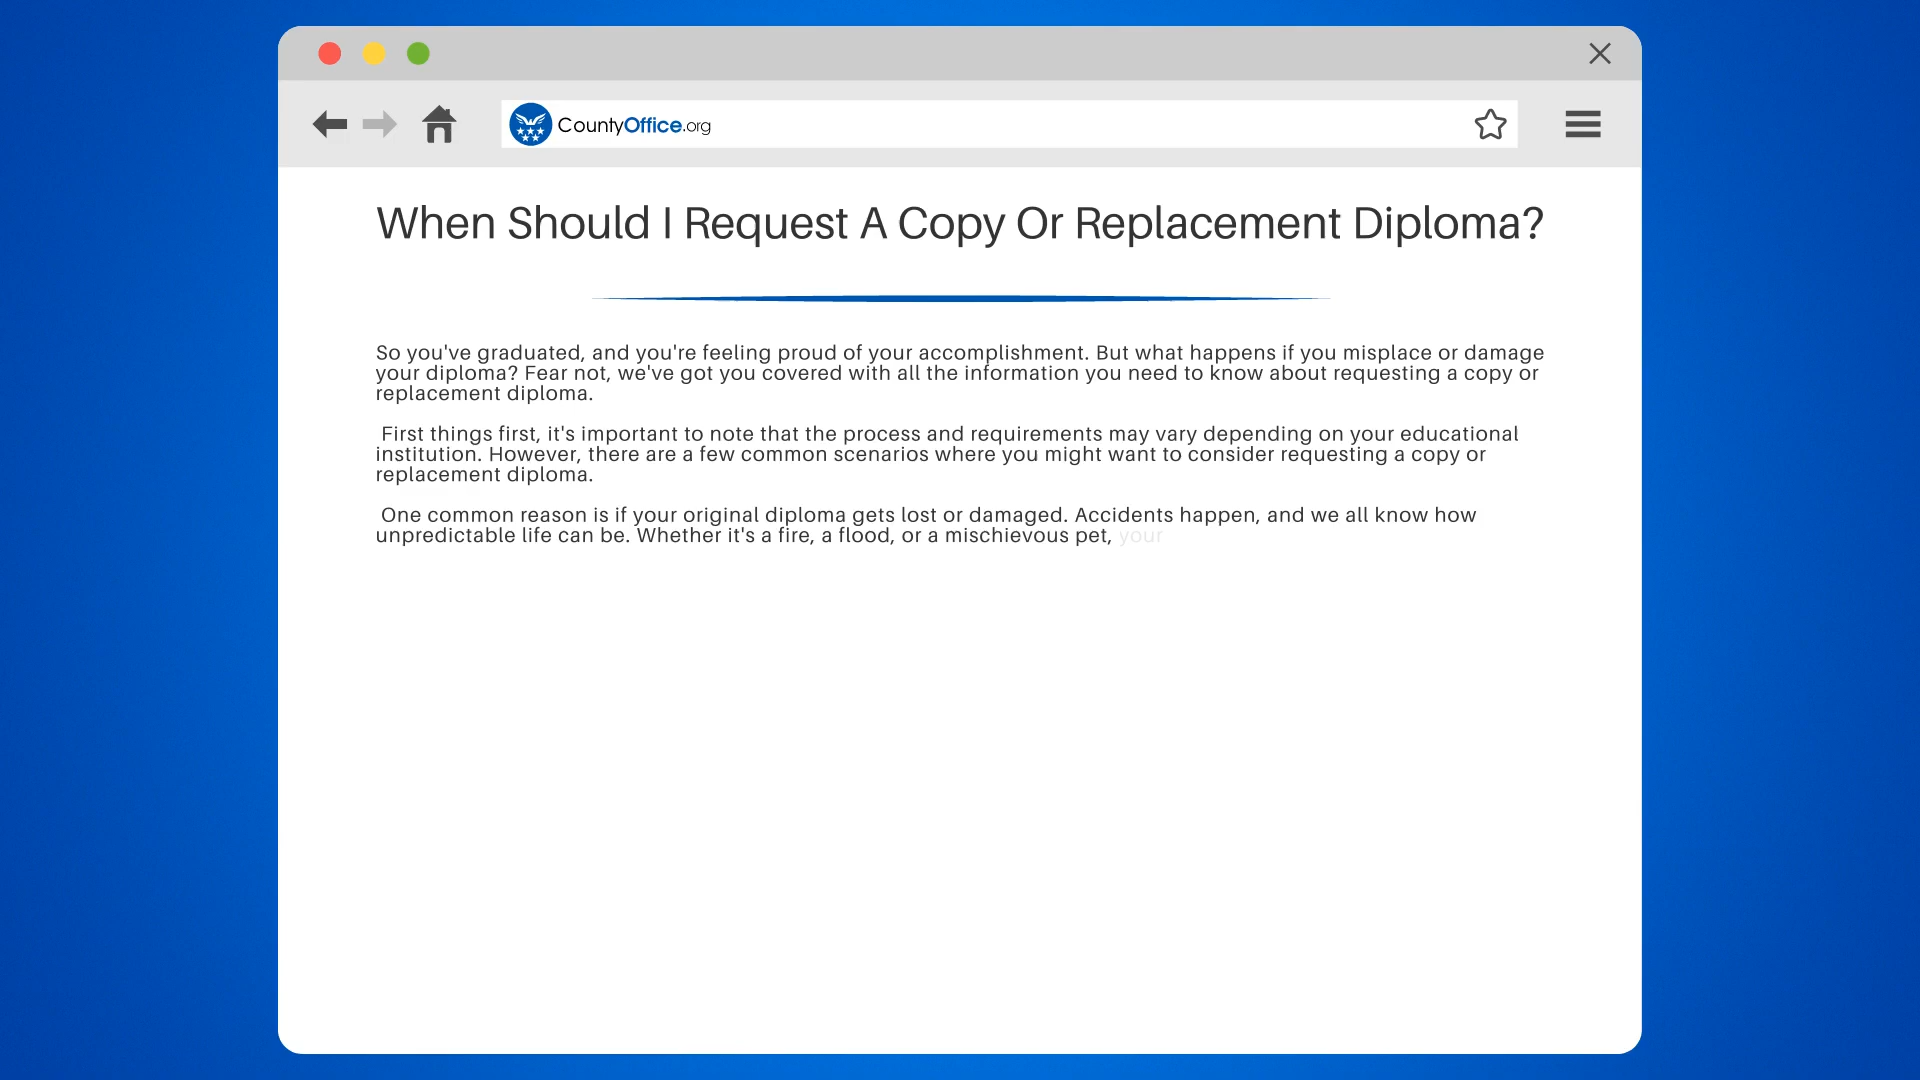 CountyOffice.org
When Should I Request A Copy Or Replacement Diploma?
So you've graduated, and you're feeling proud of your accomplishment. But what happens if you misplace or damage
your diploma? Fear not, we've got you covered with all the information you need to know about requesting a copy or
replacement diploma.
First things first, it's important to note that the process and requirements may vary depending on your educational
institution. However, there are a few common scenarios where you might want to consider requesting a copy or
replacement diploma.
One common reason is if your original diploma gets lost or damaged. Accidents happen, and we all know how
unpredictable life can be. Whether it's a fire, a flood, or a mischievous pet, your